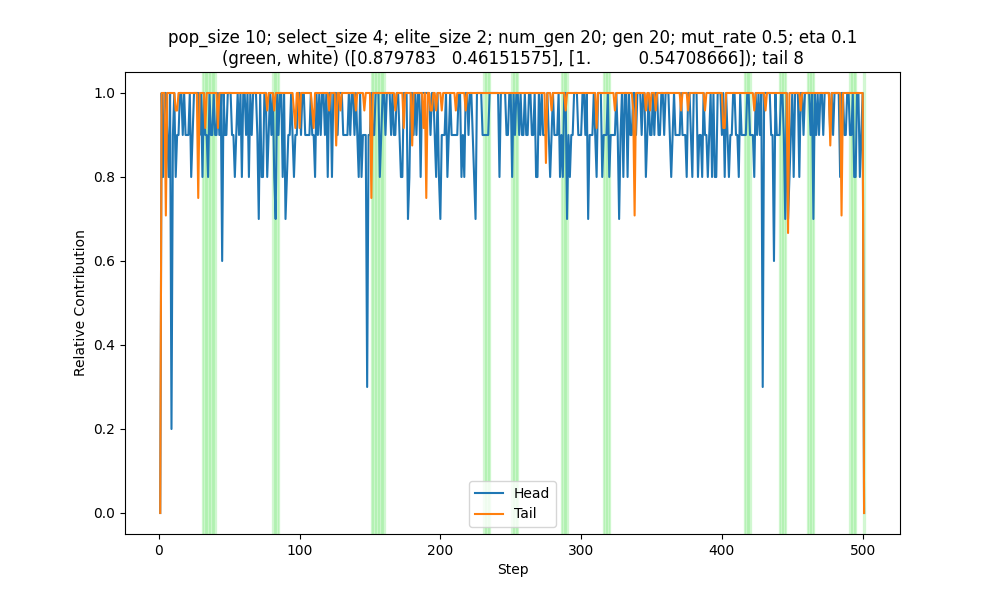 pop_size 10; select_size 4; elite_size 2; num_gen 20; gen 20; mut_rate 0.5; eta 0.1
(green, white) ([0.879783   0.46151575], [1.         0.54708666]); tail 8
1.0
0.8
0.6
0.4
0.2
0.0
Relative Contribution
Head
Tail
0
100
200
300
400
500
Step